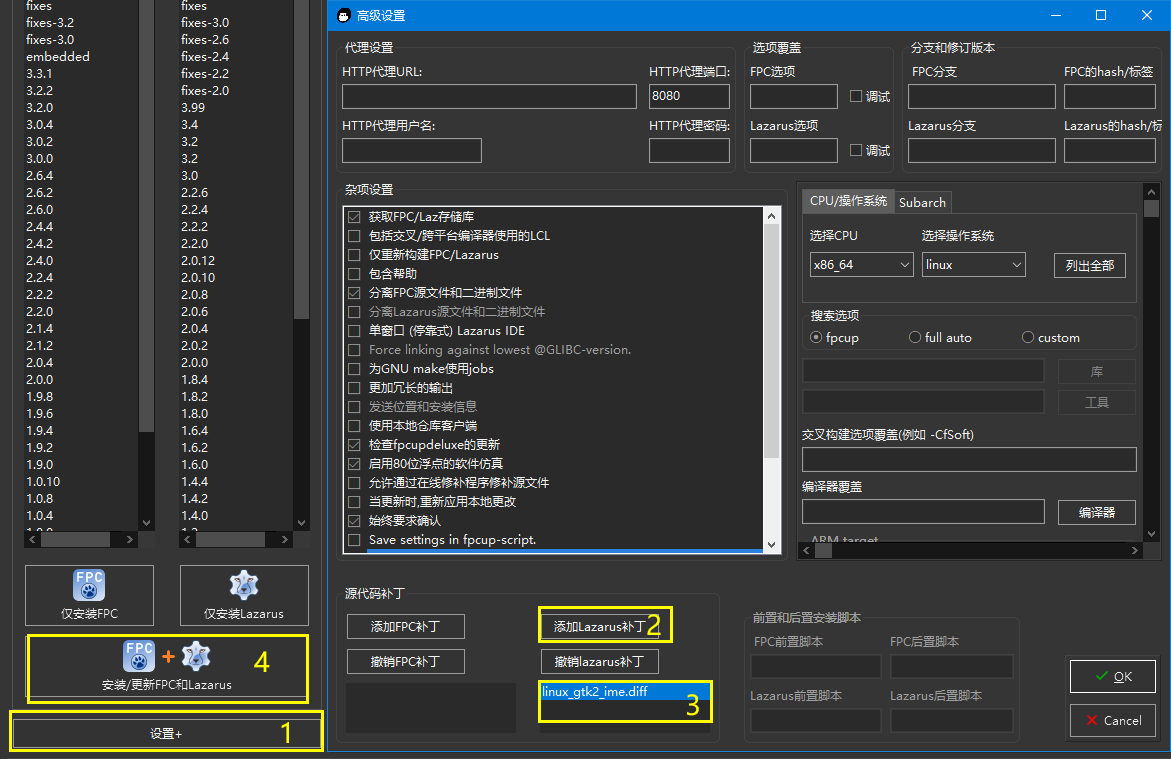 fixes
fixes-3.2
fixes-3.0
embedded
3.3.1
3.2.2
3.2.0
3.0.4
3.0.2
3.0.0
2.6.4
2.6.2
2.6.0
2.4.4
2.4.2
2.4.0
2.2.4
2.2.2
2.2.0
2.1.4
2.1.2
2.0.4
2.0.0
1.9.8
1.9.6
1.9.4
1.9.2
1.9.0
1.0.10
1.0.8
1.0.4
fixes
fixes-3.0
fixes-2.6
fixes-2.4
fixes-2.2
fixes-2.0
3.99
3.4
3.2
3.2
3.0
2.2.6
2.2.4
2.2.2
2.2.0
2.0.12
2.0.10
2.0.8
2.0.6
2.0.4
2.0.2
2.0.0
1.8.4
1.8.2
1.8.0
1.6.4
1.6.2
1.6.0
1.4.4
1.4.2
1.4.0
FPC
仅安装FPC
仅安装Lazarus
FPC
+
4
安装/更新FPC和Lazarus
设置+
1
高级设置
代理设置
HTTP代理URL:
HTTP代理端口:
8080
HTTP代理用户名:
HTTP代理密码:
选项覆盖
FPC选项
调试
Lazarus选项
调试
分支和修订版本
FPC分支
FPC的hash/标签
Lazarus分支
Lazarus的hash/标
杂项设置
获取FPC/Laz存储库
包括交叉/跨平台编译器使用的LCL
仅重新构建FPC/Lazarus
包含帮助
分离FPC源文件和二进制文件
分离Lazarus源文件和二进制文件
单窗口 (停靠式) Lazarus IDE
Force linking against lowest @GLIBC-version.
为GNU make使用jobs
更加冗长的输出
发送位置和安装信息
使用本地仓库客户端
检查fpcupdeluxe的更新
启用80位浮点的软件仿真
允许通过在线修补程序修补源文件
当更新时,重新应用本地更改
始终要求确认
Save settings in fpcup-script.
CPU/操作系统
Subarch
选择CPU
选择操作系统
x86_64
linux
列出全部
搜索选项
fpcup
full auto
custom
库
工具
交叉构建选项覆盖(例如 -CfSoft)
编译器覆盖
编译器
ARM target
源代码补丁
添加FPC补丁
添加Lazarus补丁
2
撤销FPC补丁
撤销lazarus补丁
linux_gtk2_ime.diff
3
前置和后置安装脚本
FPC前置脚本
FPC后置脚本
Lazarus前置脚本
Lazarus后置脚本
OK
Cancel